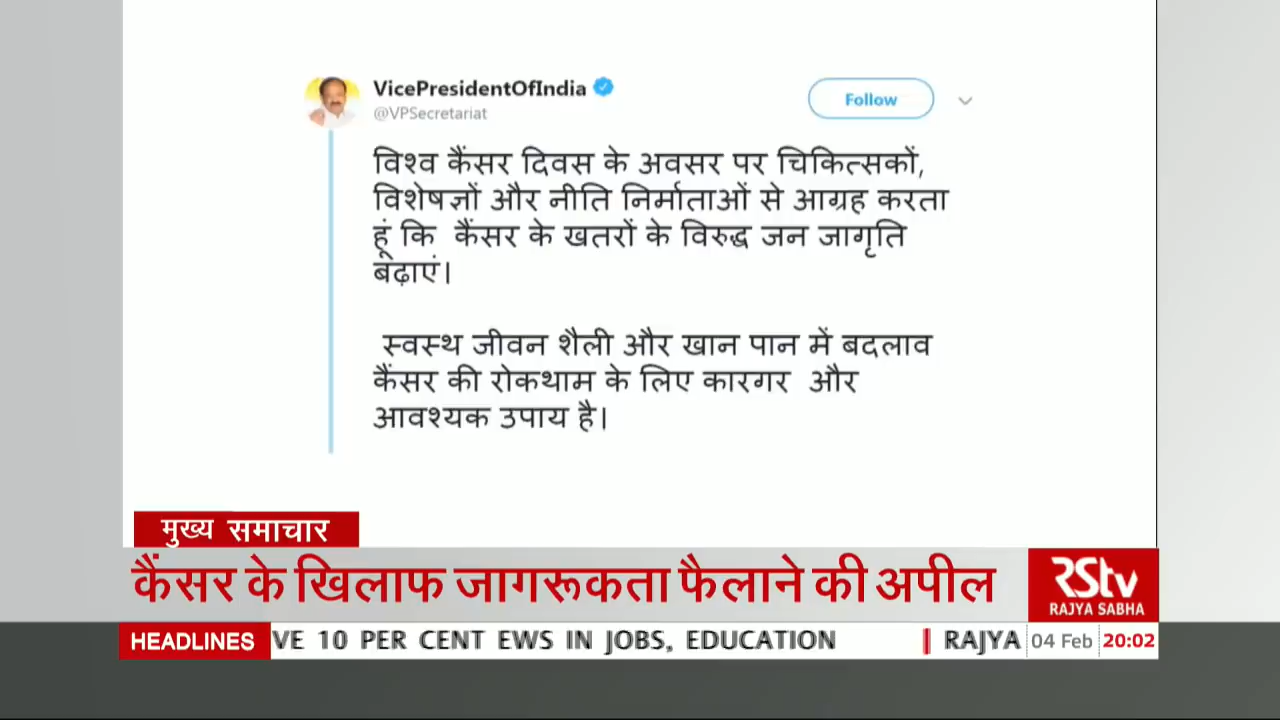 VicePresidentOfIndia
@VPSecretariat
Follow
विश्व कैंसर दिवस के अवसर पर चिकित्सकों,
विशेषज्ञों और नीति निर्माताओं से आग्रह करता
हूं कि कैंसर के खतरों के विरुद्ध जन जागृति
बढ़ाएं।
स्वस्थ जीवन शैली और खान पान में बदलाव
कैंसर की रोकथाम के लिए कारगर और
आवश्यक उपाय है।
मुख्य समाचार
कैंसर के खिलाफ जागरूकता फैलाने की अपील
RStv
RAJYA SABHA
HEADLINES VE 10 PER CENT EWS IN JOBS, EDUCATION RAJYA 04 Feb 20:02